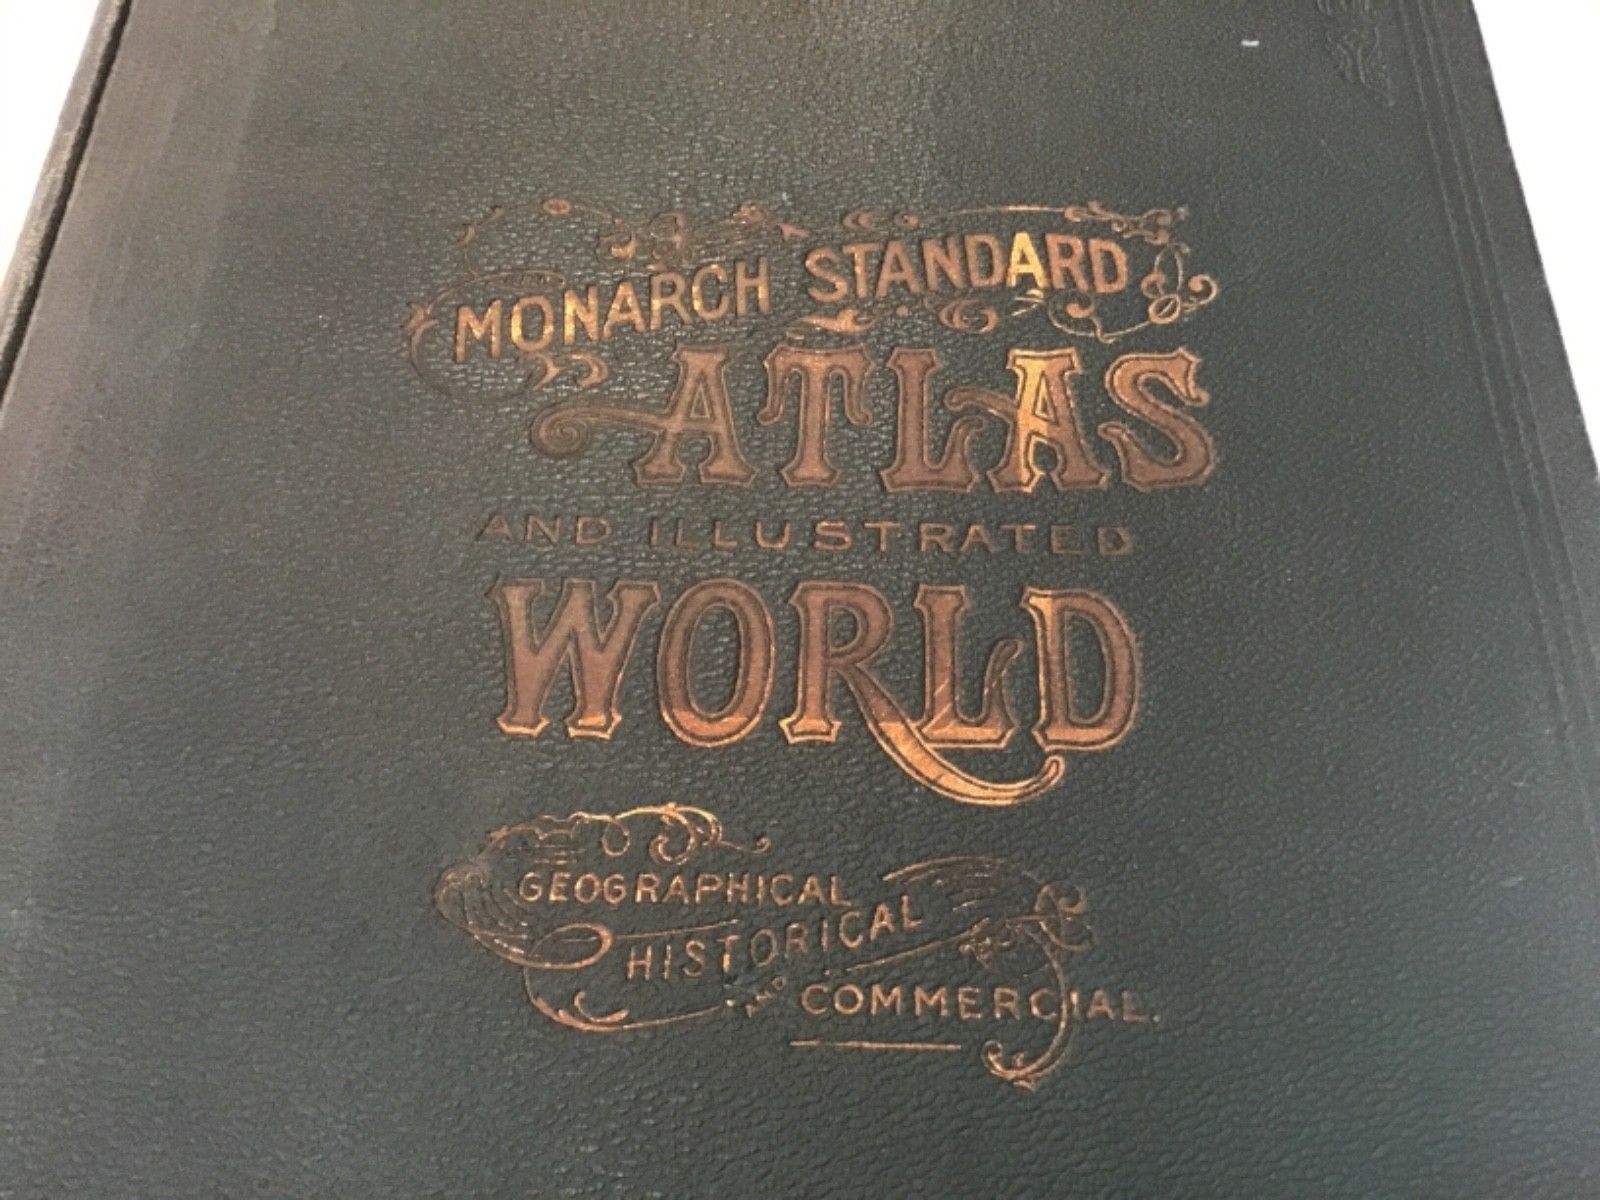 MONARCH STANDARD
ATLAS
AND ILLUSTRATED
WORLD
GEOGRAPHICAL
HISTORICAL
AND
COMMERCIAL.